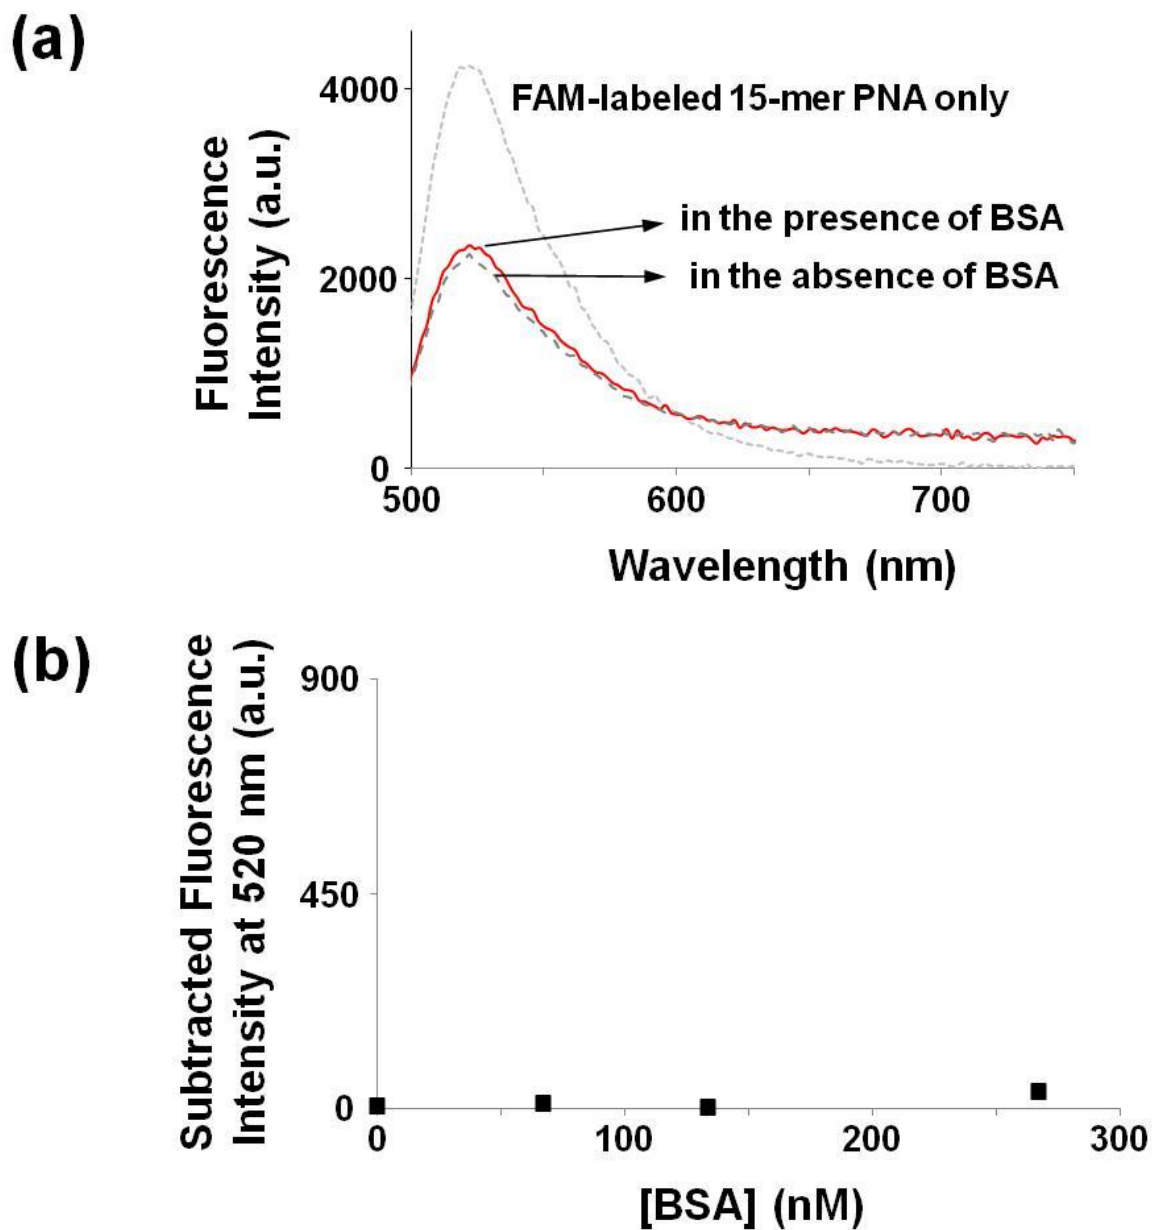 (a)
Fluorescence
Intensity (a.u.)
4000
2000
0
FAM-labeled 15-mer PNA only
in the presence of BSA
in the absence of BSA
500
600
700
Wavelength (nm)
(b)
Subtracted Fluorescence
Intensity at 520 nm (a.u.)
900
450
0
0
100
200
300
[BSA] (nM)